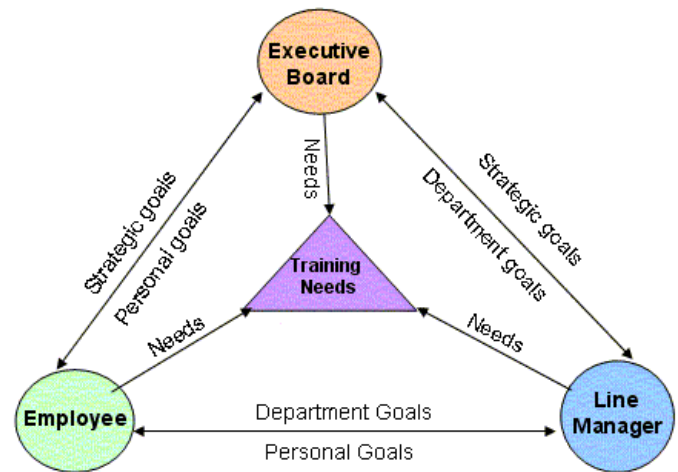 Executive
Board
Needs
Strategic goals
Personal goals
Strategic goals
Department goals
Training
Needs
Needs
Needs
Employee
Department Goals
Personal Goals
Line
Manager